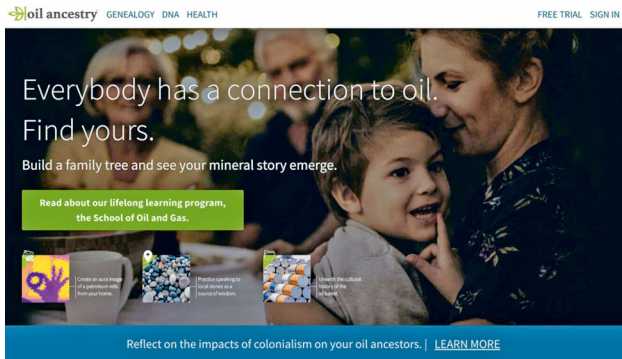 oil ancestry GENEALOGY DNA HEALTH FREE TRIAL SIGN IN
Everybody has a connection to oil.
Find yours.
Build a family tree and see your mineral story emerge.
Read about our lifelong learning program,
the School of Oil and Gas.
Create an aura image
of a petroleum relic
from your home.
Practice speaking to
local stones as a
source of wisdom.
Unearth the cultural
history of the
oil barrel.
Reflect on the impacts of colonialism on your oil ancestors. | LEARN MORE